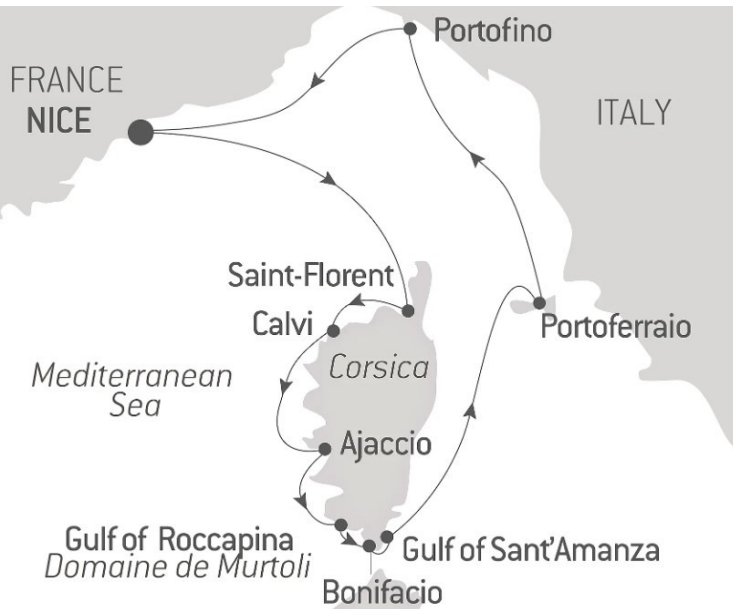 Portofino
FRANCE
NICE
ITALY
Saint-Florent
Calvi
Portoferraio
Corsica
Mediterranean
Sea
Ajaccio
Gulf of Roccapina
Domaine de Murtoli
Gulf of Sant'Amanza
Bonifacio